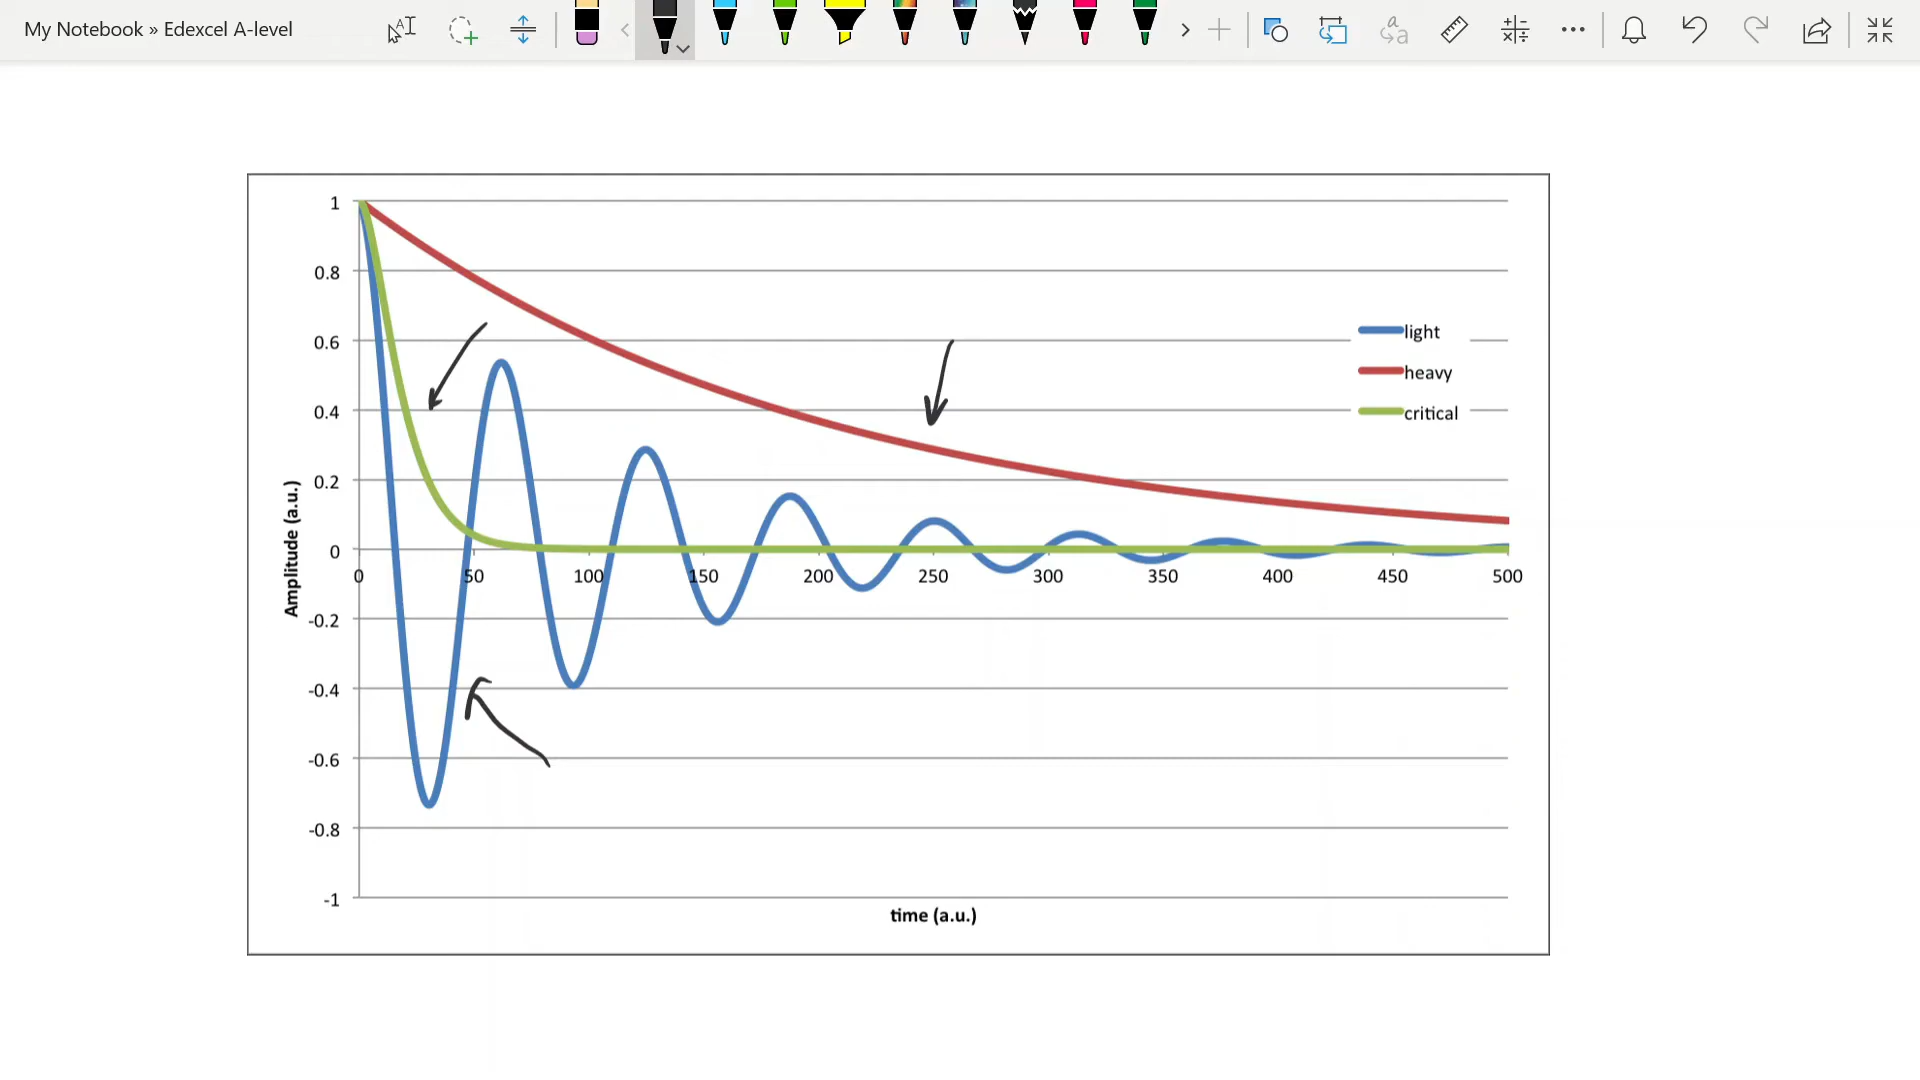 My Notebook » Edexcel A-level
1
0.8
0.6
0.4
0.2
0
-0.2
-0.4
-0.6
-0.8
-1
Amplitude (a.u.)
0 50 100 150 200 250 300 350 400 450 500
time (a.u.)
light
heavy
critical